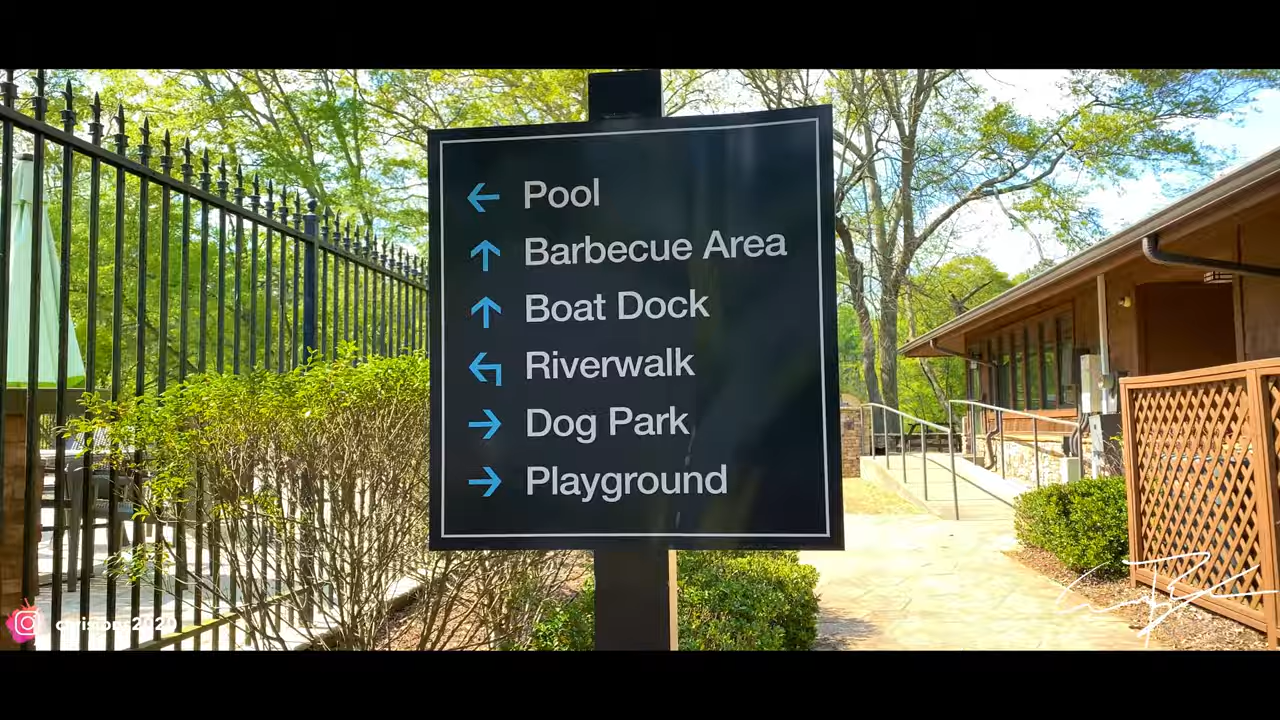 Pool
Barbecue Area
Boat Dock
Riverwalk
Dog Park
Playground